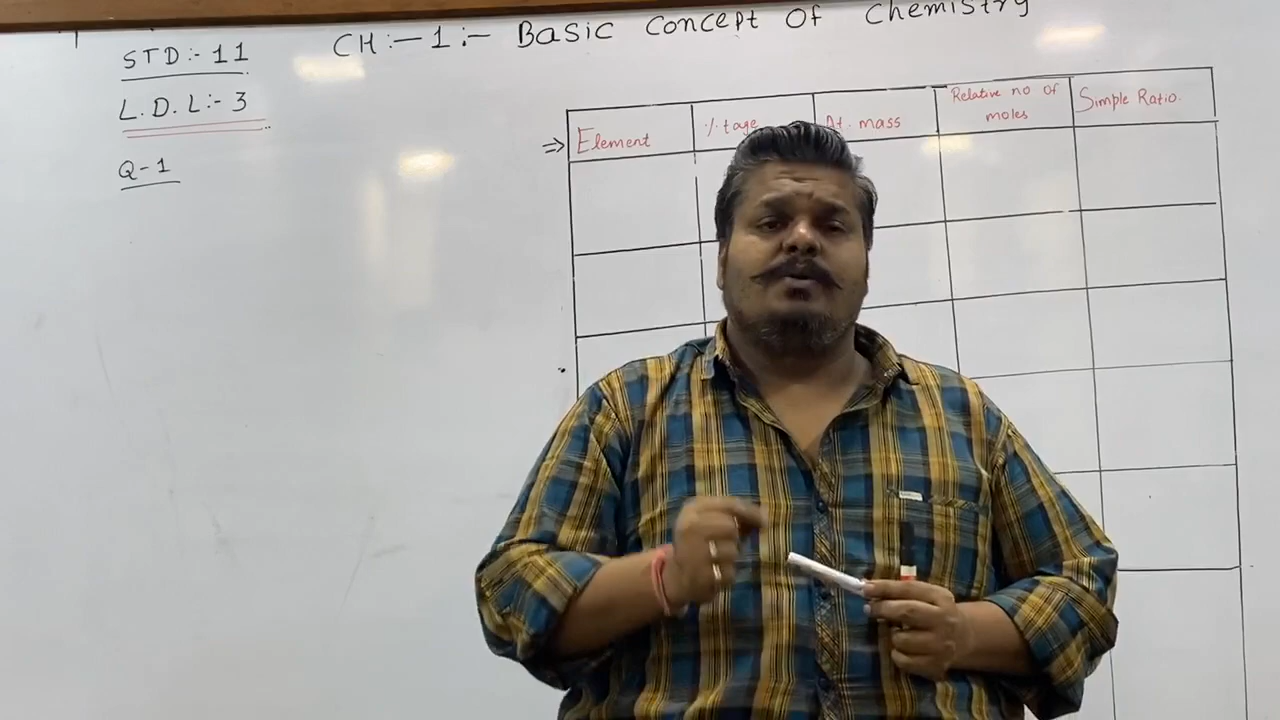 CH:- 1 :- Basic Concept Of Chemistry
STD:- 11
L.D.L:- 3
Q-1
⇒ Element
%tage
At. mass
Relative no of
moles
Simple Ratio.